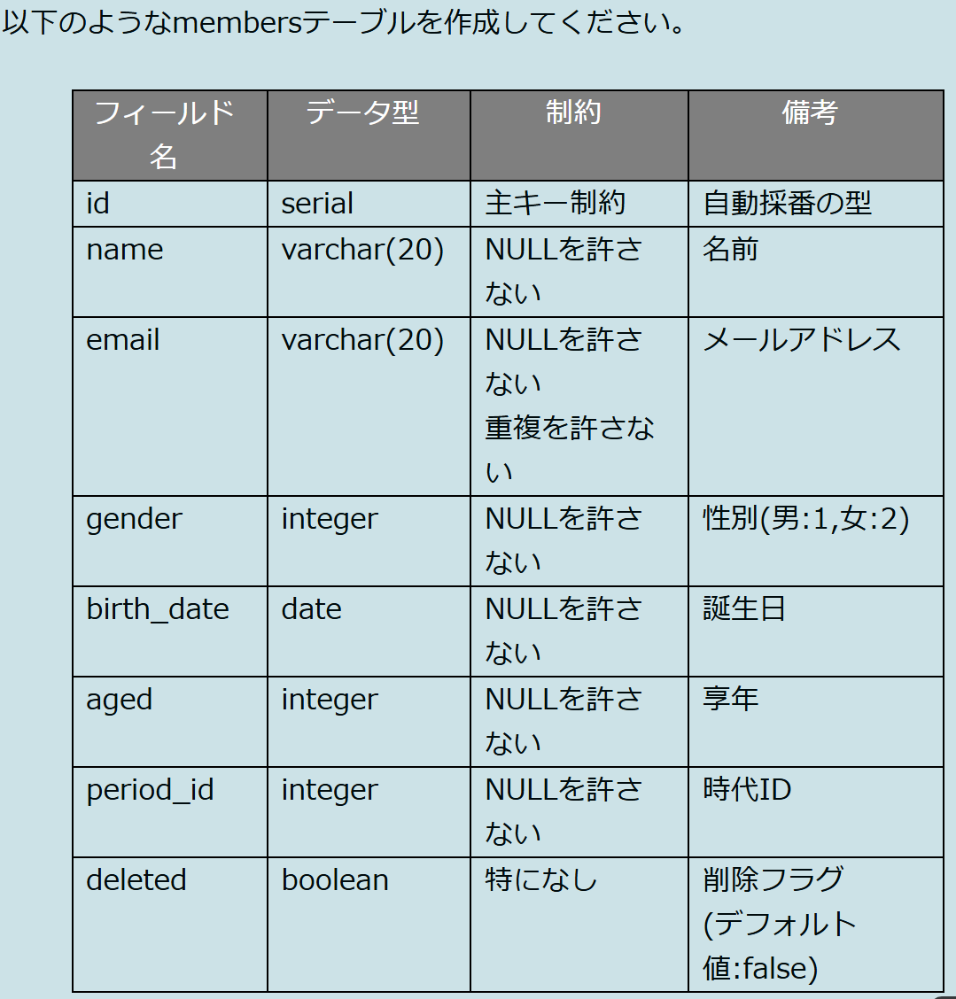 以下のようなmembersテーブルを作成してください。
フィールド
名
データ型
制約
備考
id
serial
主キー制約
自動採番の型
name
varchar(20)
NULLを許さ
ない
名前
email
varchar(20)
NULLを許さ
ない
重複を許さな
い
メールアドレス
gender
integer
NULLを許さ
ない
性別(男:1,女:2)
birth_date
date
NULLを許さ
ない
誕生日
aged
integer
NULLを許さ
ない
享年
period_id
integer
NULLを許さ
ない
時代ID
deleted
boolean
特になし
削除フラグ
(デフォルト
値:false)